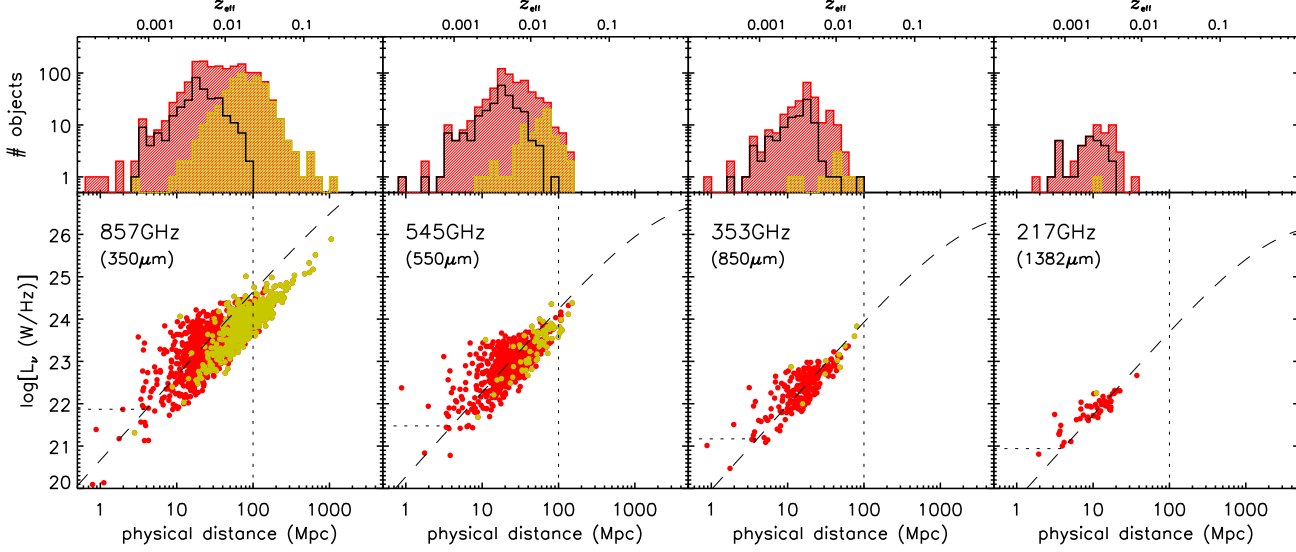 z_eff z_eff z_eff z_eff
0.001 0.01 0.1 0.001 0.01 0.1 0.001 0.01 0.1 0.001 0.01 0.1
# objects
100
10
1
log[L_ν (W/Hz)]
26
25
24
23
22
21
20
857GHz
(350μm)
545GHz
(550μm)
353GHz
(850μm)
217GHz
(1382μm)
1 10 100 1000 1 10 100 1000 1 10 100 1000 1 10 100 1000
physical distance (Mpc) physical distance (Mpc) physical distance (Mpc) physical distance (Mpc)